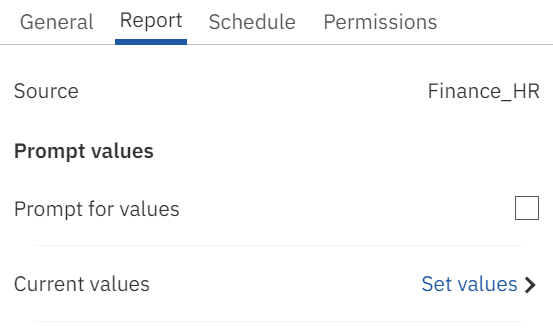 General Report Schedule Permissions
Source Finance_HR
Prompt values
Prompt for values
Current values Set values